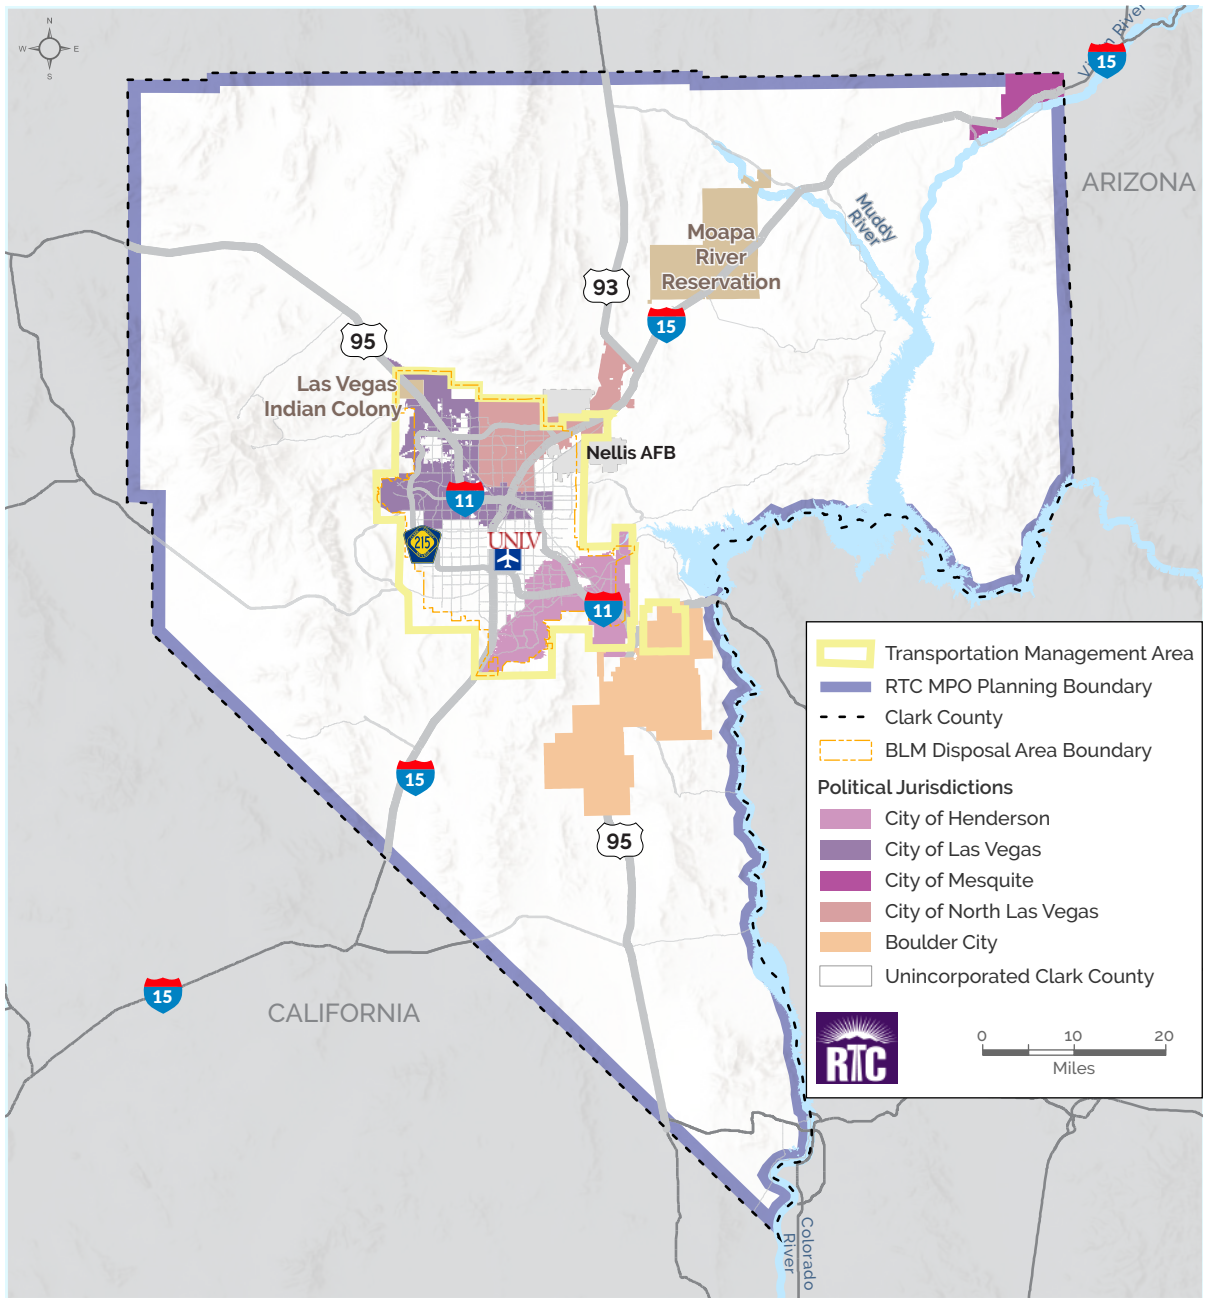 N
W
E
S
Virgin River
15
ARIZONA
Muddy
River
Moapa
River
Reservation
93
15
95
Las Vegas
Indian Colony
Nellis AFB
11
215
UNLV
11
15
95
15
CALIFORNIA
Colorado
River
Transportation Management Area
RTC MPO Planning Boundary
Clark County
BLM Disposal Area Boundary
Political Jurisdictions
City of Henderson
City of Las Vegas
City of Mesquite
City of North Las Vegas
Boulder City
Unincorporated Clark County
RTC
0 10 20
Miles